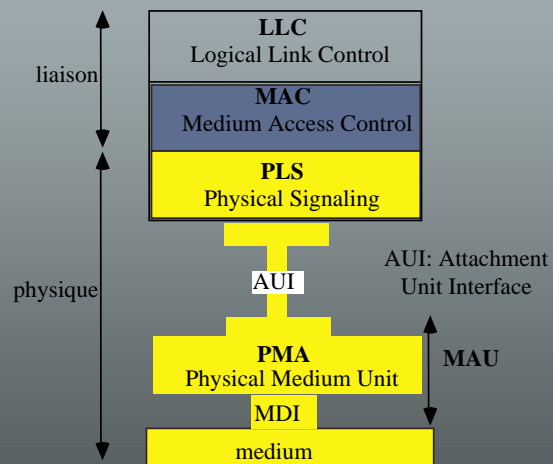 LLC
Logical Link Control
liaison
MAC
Medium Access Control
PLS
Physical Signaling
AUI: Attachment
Unit Interface
AUI
physique
PMA
Physical Medium Unit
MAU
MDI
medium